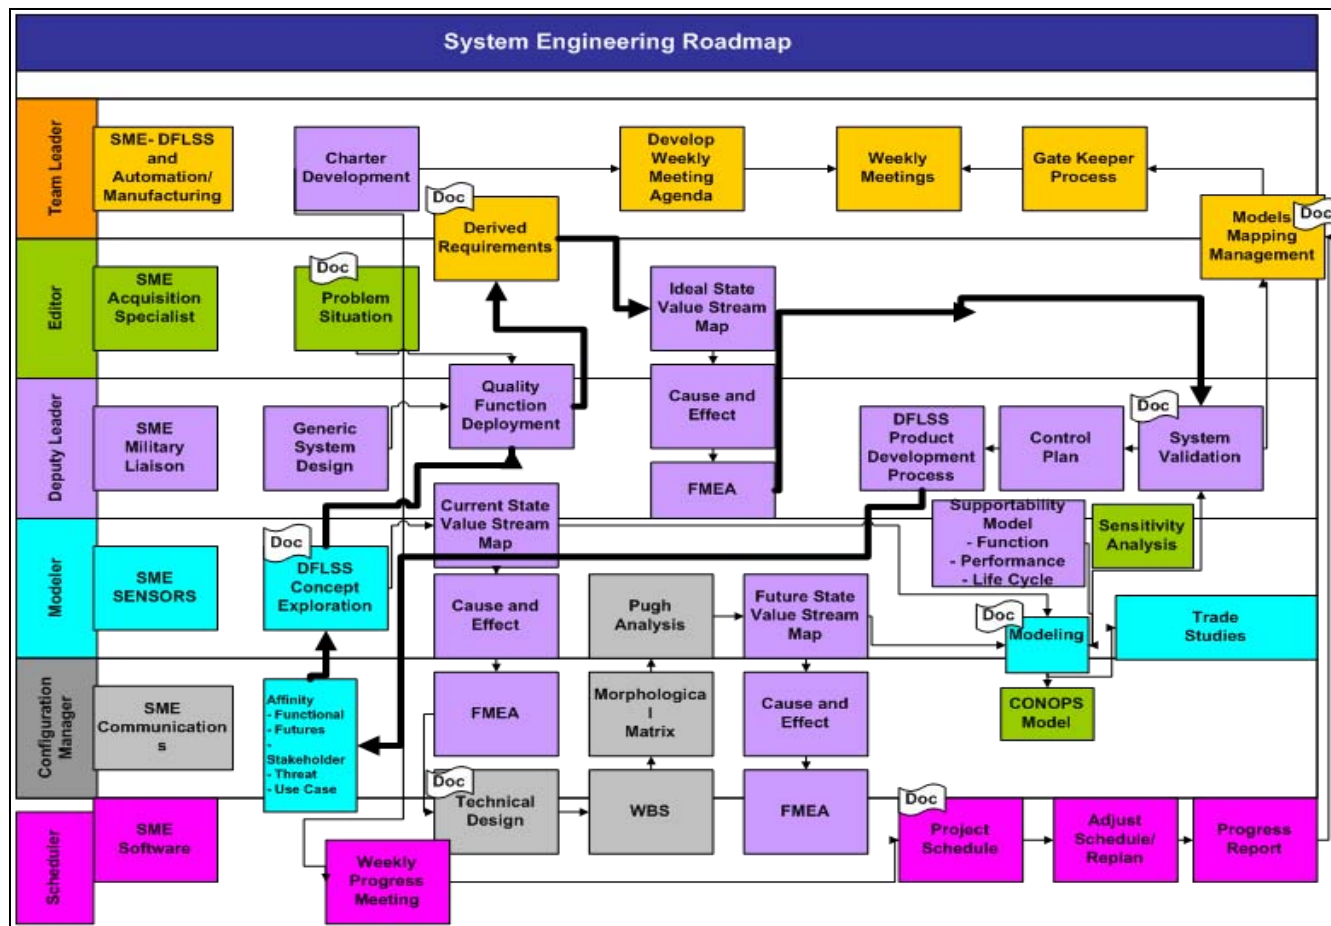 System Engineering Roadmap
Team Leader
SME- DFLSS
and
Automation/
Manufacturing
Charter
Development
Develop
Weekly
Meeting
Agenda
Weekly
Meetings
Gate Keeper
Process
Doc
Derived
Requirements
Doc
Models
Mapping
Management
Editor
SME
Acquisition
Specialist
Doc
Problem
Situation
Ideal State
Value Stream
Map
Deputy Leader
SME
Military
Liaison
Generic
System
Design
Quality
Function
Deployment
Cause and
Effect
FMEA
DFLSS
Product
Development
Process
Control
Plan
Doc
System
Validation
Modeler
SME
SENSORS
Doc
DFLSS
Concept
Exploration
Current State
Value Stream
Map
Cause and
Effect
Pugh
Analysis
Future State
Value Stream
Map
Supportability
Model
- Function
- Performance
- Life Cycle
Sensitivity
Analysis
Doc
Modeling
Trade
Studies
Configuration
Manager
SME
Communication
s
Affinity
- Functional
- Futures
-
Stakeholder
- Threat
- Use Case
FMEA
Morphologica
l
Matrix
Cause and
Effect
CONOPS
Model
Scheduler
SME
Software
Weekly
Progress
Meeting
Doc
Technical
Design
WBS
FMEA
Doc
Project
Schedule
Adjust
Schedule/
Replan
Progress
Report